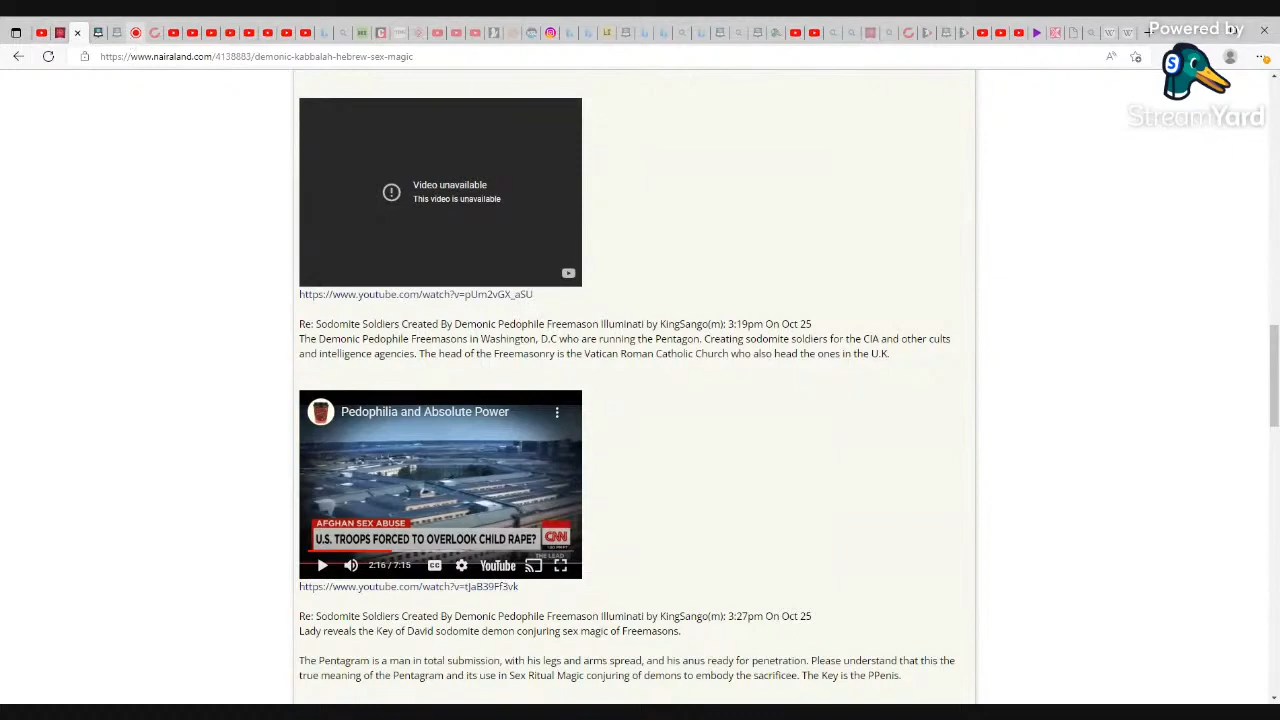 Powered by
https://www.nairaland.com/4138883/demonic-kabbalah-hebrew-sex-magic
StreamYard
Video unavailable
This video is unavailable
https://www.youtube.com/watch?v=pUm2vGX_aSU
Re: Sodomite Soldiers Created By Demonic Pedophile Freemason Illuminati by KingSango(m): 3:19pm On Oct 25
The Demonic Pedophile Freemasons in Washington, D.C who are running the Pentagon. Creating sodomite soldiers for the CIA and other cults
and intelligence agencies. The head of the Freemasonry is the Vatican Roman Catholic Church who also head the ones in the U.K.
Pedophilia and Absolute Power
AFGHAN SEX ABUSE
U.S. TROOPS FORCED TO OVERLOOK CHILD RAPE?
CNN
THE LEAD
2:16 / 7:15
CC
YouTube
https://www.youtube.com/watch?v=tJaB39Ff3vk
Re: Sodomite Soldiers Created By Demonic Pedophile Freemason Illuminati by KingSango(m): 3:27pm On Oct 25
Lady reveals the Key of David sodomite demon conjuring sex magic of Freemasons.
The Pentagram is a man in total submission, with his legs and arms spread, and his anus ready for penetration. Please understand that this the
true meaning of the Pentagram and its use in Sex Ritual Magic conjuring of demons to embody the sacrificee. The Key is the PPenis.